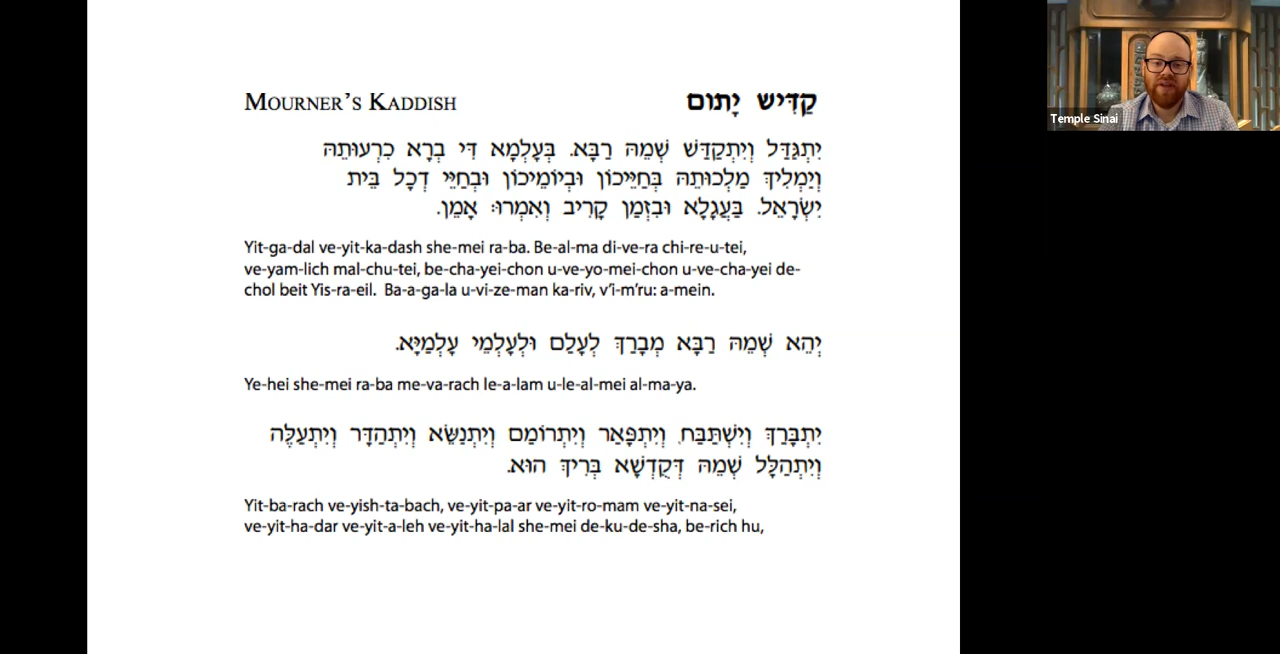 MOURNER'S KADDISH קַדִּישׁ יָתוֹם
יִתְגַּדַּל וְיִתְקַדַּשׁ שְׁמֵהּ רַבָּא. בְּעָלְמָא דִּי בְרָא כִרְעוּתֵהּ
וְיַמְלִיךְ מַלְכוּתֵהּ בְּחַיֵּיכוֹן וּבְיוֹמֵיכוֹן וּבְחַיֵּי דְכָל בֵּית
יִשְׂרָאֵל. בַּעֲגָלָא וּבִזְמַן קָרִיב וְאִמְרוּ: אָמֵן.
Yit-ga-dal ve-yit-ka-dash she-mei ra-ba. Be-al-ma di-ve-ra chi-re-u-tei,
ve-yam-lich mal-chu-tei, be-cha-yei-chon u-ve-yo-mei-chon u-ve-cha-yei de-
chol beit Yis-ra-eil. Ba-a-ga-la u-vi-ze-man ka-riv, v'i-m'ru: a-mein.
יְהֵא שְׁמֵהּ רַבָּא מְבָרַךְ לְעָלַם וּלְעָלְמֵי עָלְמַיָּא.
Ye-hei she-mei ra-ba me-va-rach le-a-lam u-le-al-mei al-ma-ya.
יִתְבָּרַךְ וְיִשְׁתַּבַּח, וְיִתְפָּאַר וְיִתְרוֹמַם וְיִתְנַשֵּׂא וְיִתְהַדָּר וְיִתְעַלֶּה
וְיִתְהַלָּל שְׁמֵהּ דְּקֻדְשָׁא בְּרִיךְ הוּא.
Yit-ba-rach ve-yish-ta-bach, ve-yit-pa-ar ve-yit-ro-mam ve-yit-na-sei,
ve-yit-ha-dar ve-yit-a-leh ve-yit-ha-lal she-mei de-ku-de-sha, be-rich hu,
Temple Sinai